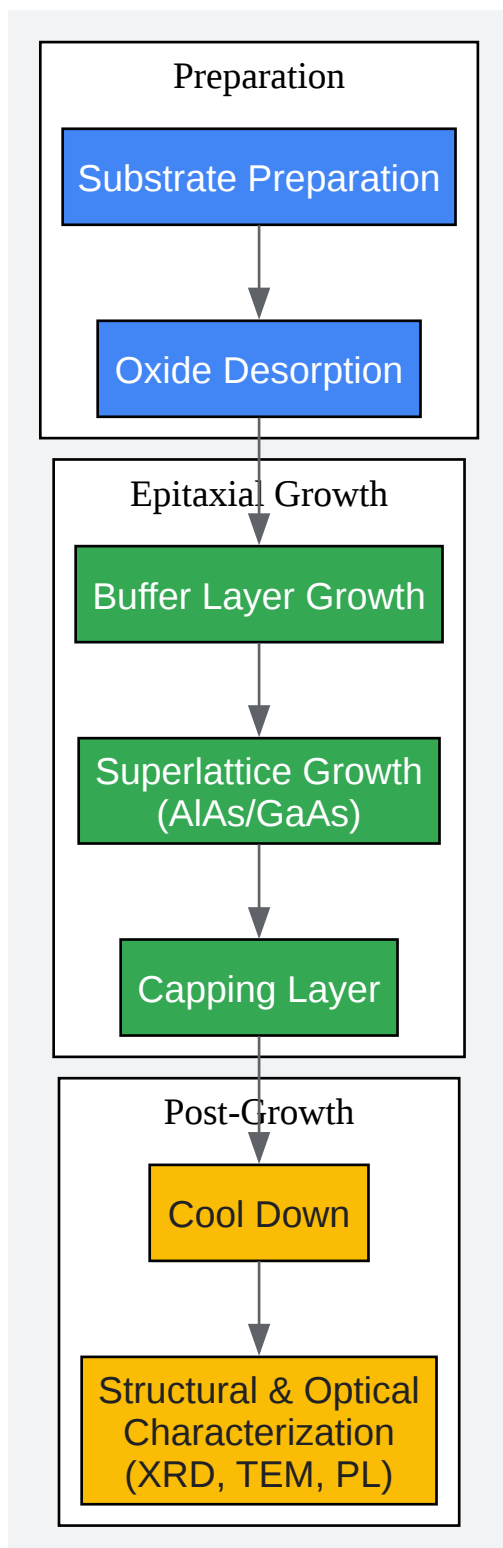 Preparation
Substrate Preparation
Oxide Desorption
Epitaxial Growth
Buffer Layer Growth
Superlattice Growth
(AlAs/GaAs)
Capping Layer
Post-Growth
Cool Down
Structural & Optical
Characterization
(XRD, TEM, PL)